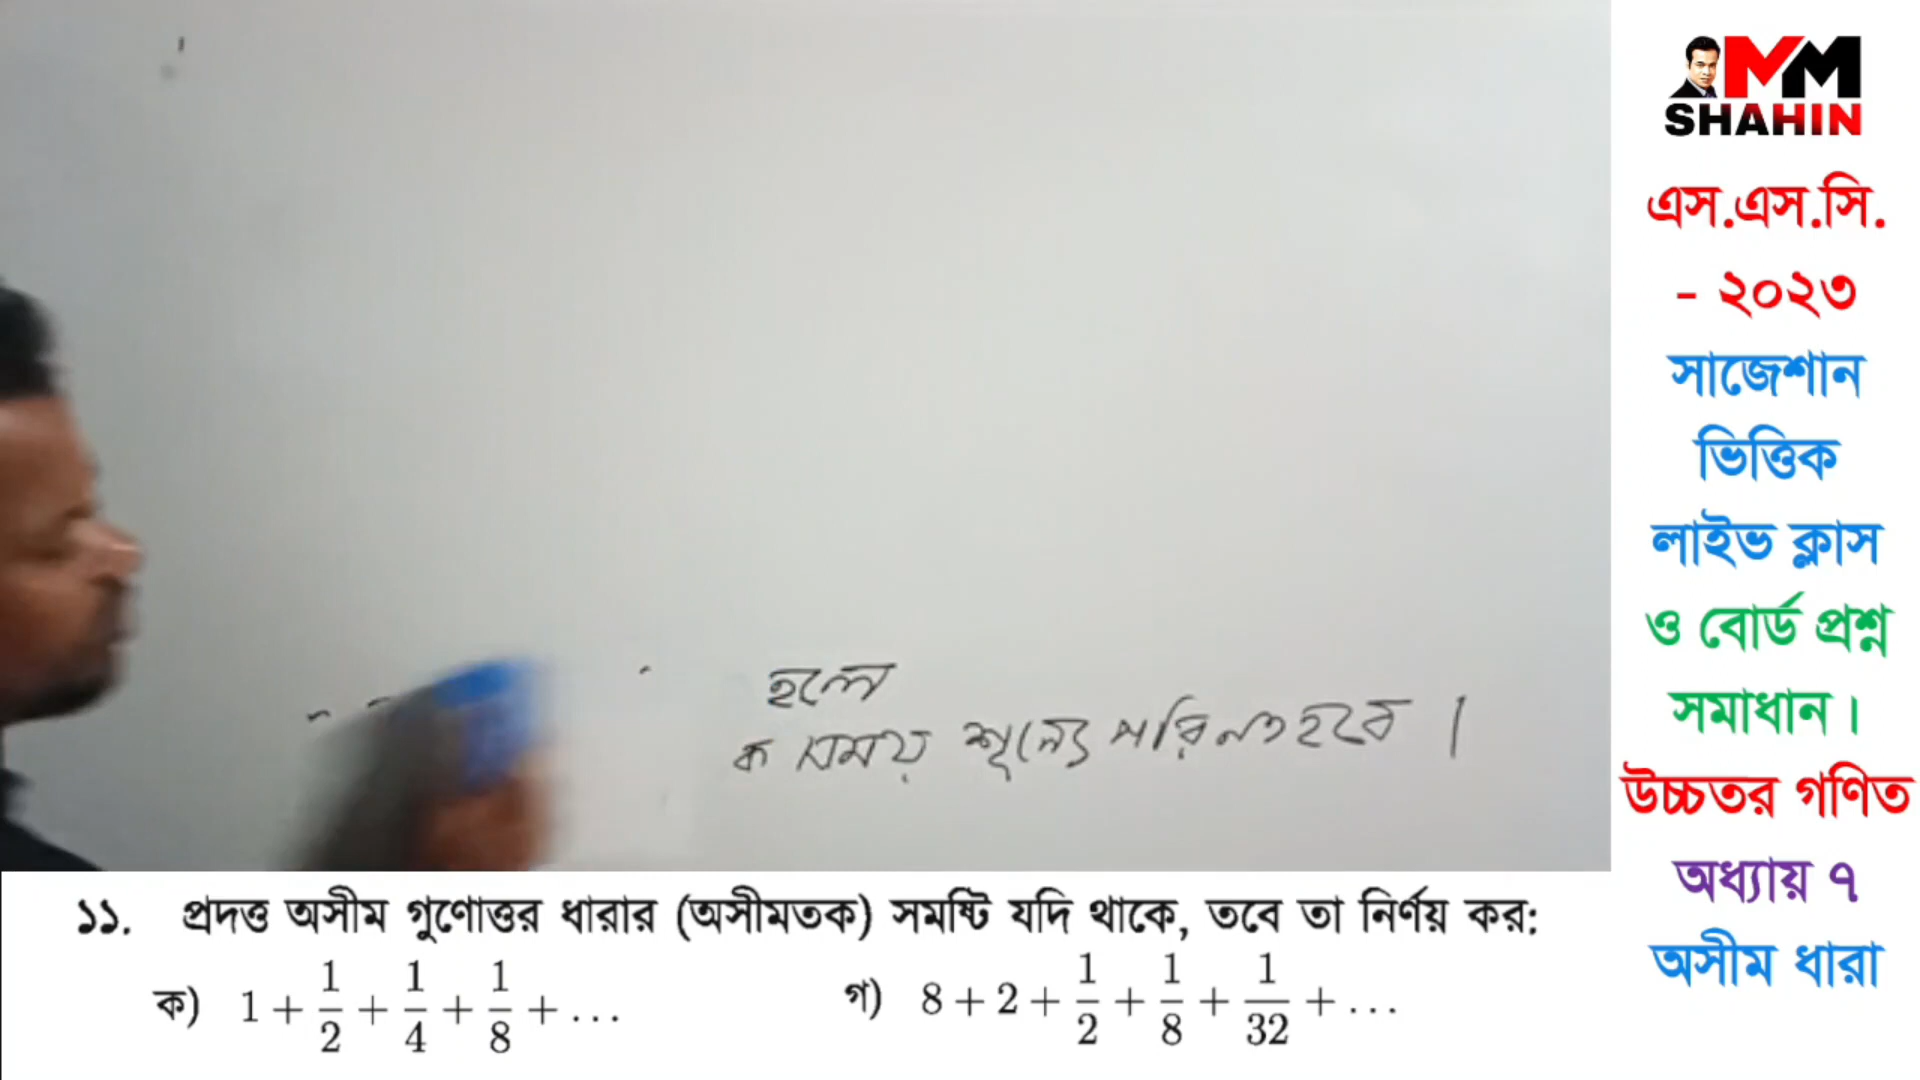 MM
SHAHIN
এস.এস.সি.
- ২০২৩
সাজেশান
ভিত্তিক
লাইভ ক্লাস
ও বোর্ড প্রশ্ন
সমাধান।
উচ্চতর গণিত
অধ্যায় ৭
অসীম ধারা
হলে
ক সময় শূন্যে পরিণত হবে।
১১. প্রদত্ত অসীম গুণোত্তর ধারার (অসীমতক) সমষ্টি যদি থাকে, তবে তা নির্ণয় কর:
ক) 1 + 1/2 + 1/4 + 1/8 + ...
গ) 8 + 2 + 1/2 + 1/8 + 1/32 + ...